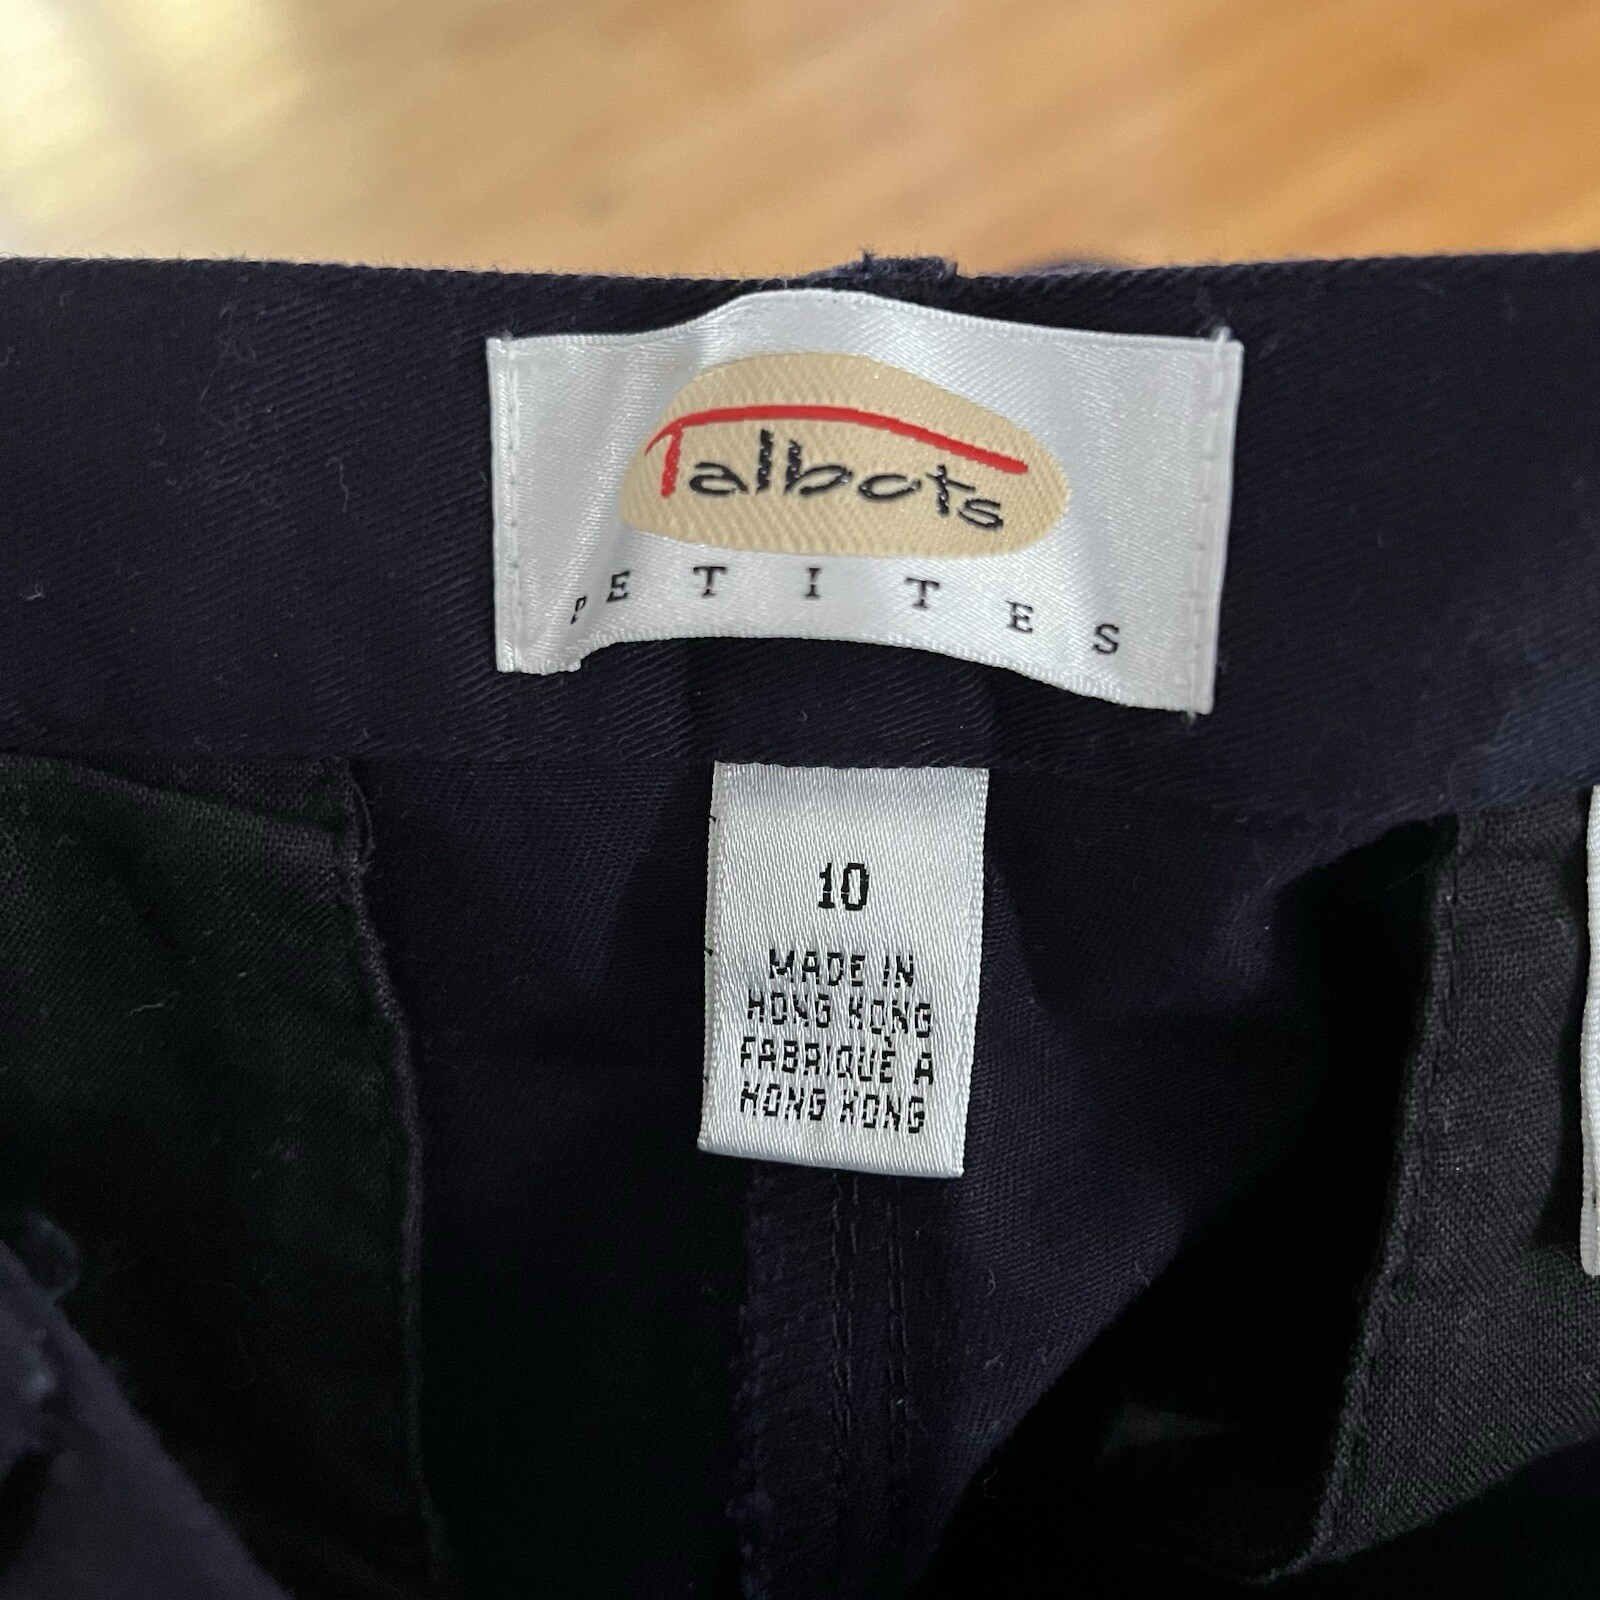 Talbots
PETITES
10
MADE IN
HONG KONG
FABRIQUÉ A
HONG KONG